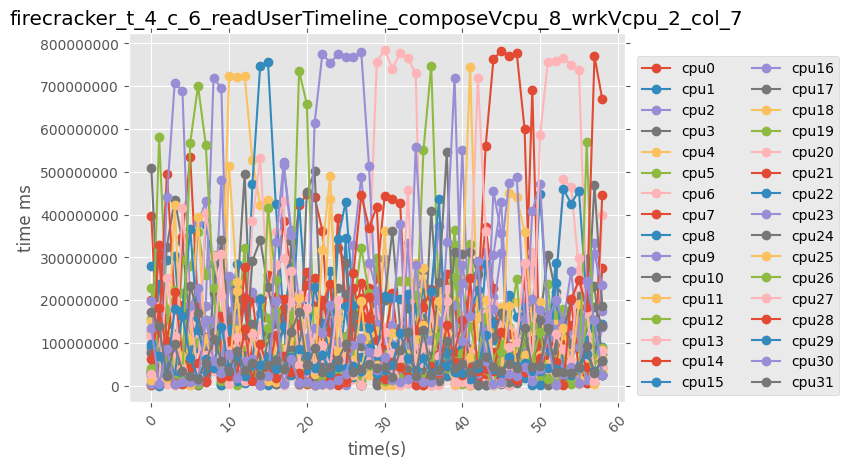 firecracker_t_4_c_6_readUserTimeline_composeVcpu_8_wrkVcpu_2_col_7
800000000
700000000
600000000
500000000
400000000
300000000
200000000
100000000
0
time ms
0
10
20
30
40
50
60
time(s)
cpu0
cpu1
cpu2
cpu3
cpu4
cpu5
cpu6
cpu7
cpu8
cpu9
cpu10
cpu11
cpu12
cpu13
cpu14
cpu15
cpu16
cpu17
cpu18
cpu19
cpu20
cpu21
cpu22
cpu23
cpu24
cpu25
cpu26
cpu27
cpu28
cpu29
cpu30
cpu31